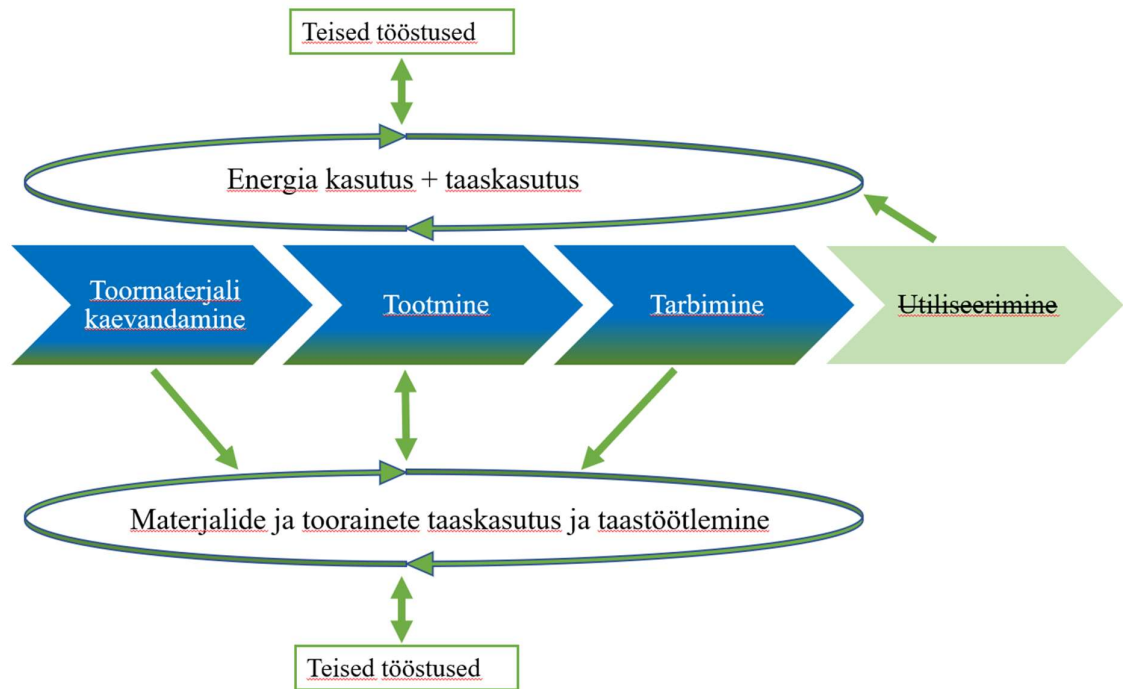 Teised tööstused
Energia kasutus + taaskasutus
Toormaterjali
kaevandamine
Tootmine
Tarbimine
Utiliseerimine
Materjalide ja toorainete taaskasutus ja taastöötlemine
Teised tööstused